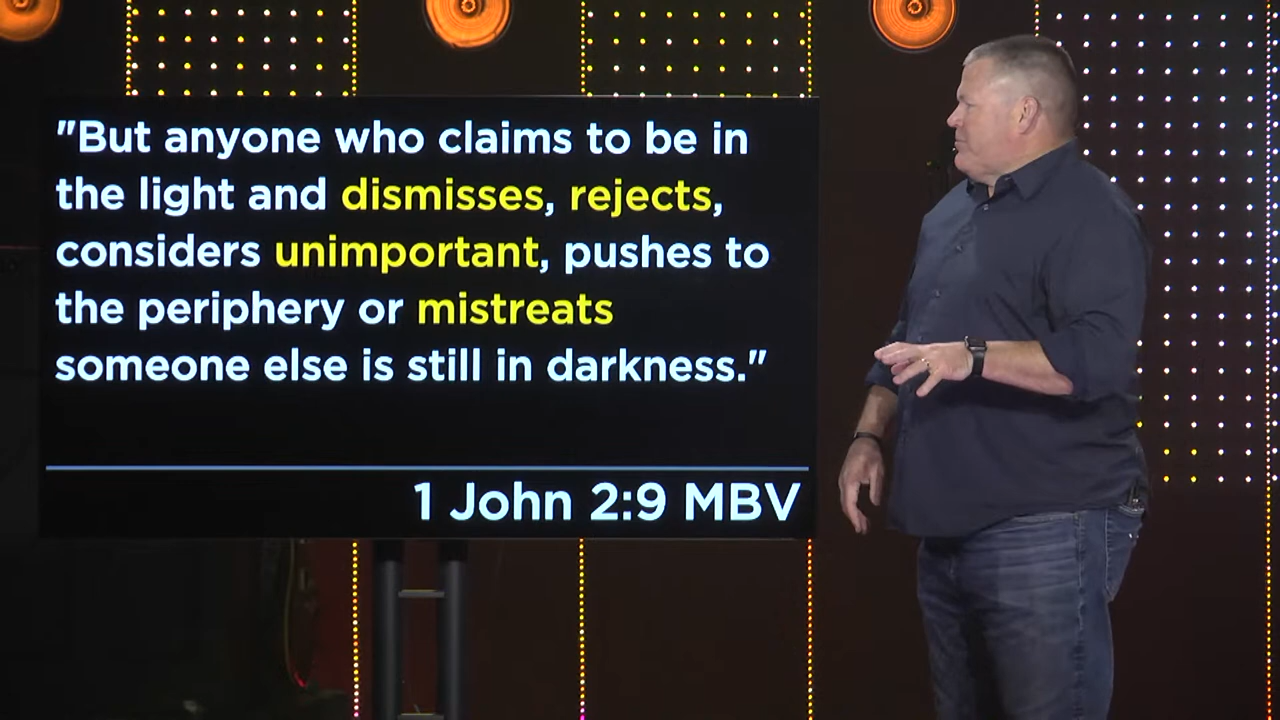 "But anyone who claims to be in
the light and dismisses, rejects,
considers unimportant, pushes to
the periphery or mistreats
someone else is still in darkness."
1 John 2:9 MBV